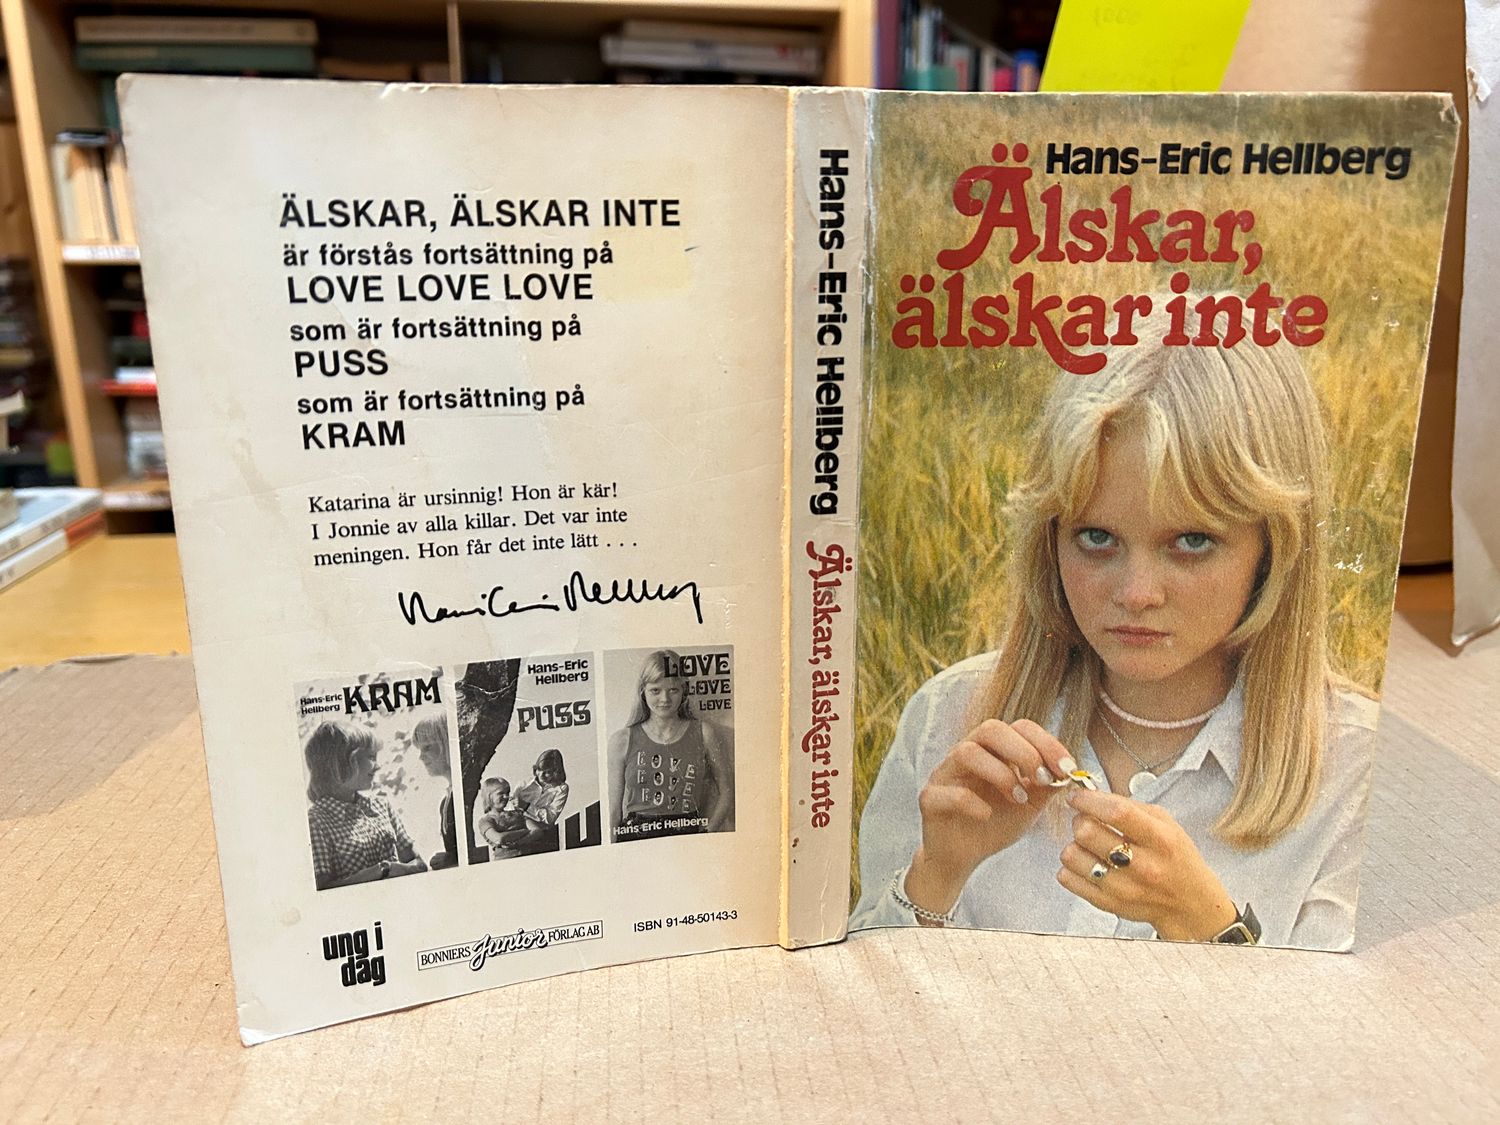 ÄLSKAR, ÄLSKAR INTE
är förstås fortsättning på
LOVE LOVE LOVE
som är fortsättning på
PUSS
som är fortsättning på
KRAM
Katarina är ursinnig! Hon är kär!
I Jonnie av alla killar. Det var inte
meningen. Hon får det inte lätt . . .
Hans-Eric Hellberg
Hans-Eric
Hellberg
KRAM
Hans-Eric
Hellberg
PUSS
LOVE
LOVE
LOVE
Hans-Eric Hellberg
ung i
dag
BONNIERS Junior FÖRLAG AB
ISBN 91-48-50143-3
Hans-Eric Hellberg Älskar, älskar inte
Hans-Eric Hellberg
Älskar,
älskar inte